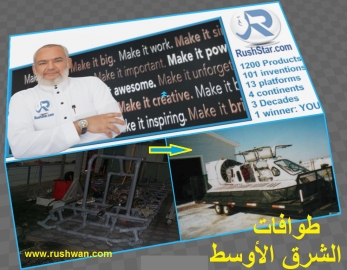 Make it big. Make it work. Make it si
Make it important. Make it pow
awesome. Make it unforget
Make it creative. Make it bri
Make it inspiring. Make it
RushStar.com
1200 Products
101 inventions
13 platforms
4 continents
3 Decades
1 winner: YOU
www.rushwan.com
طوافات
الشرق الأوسط